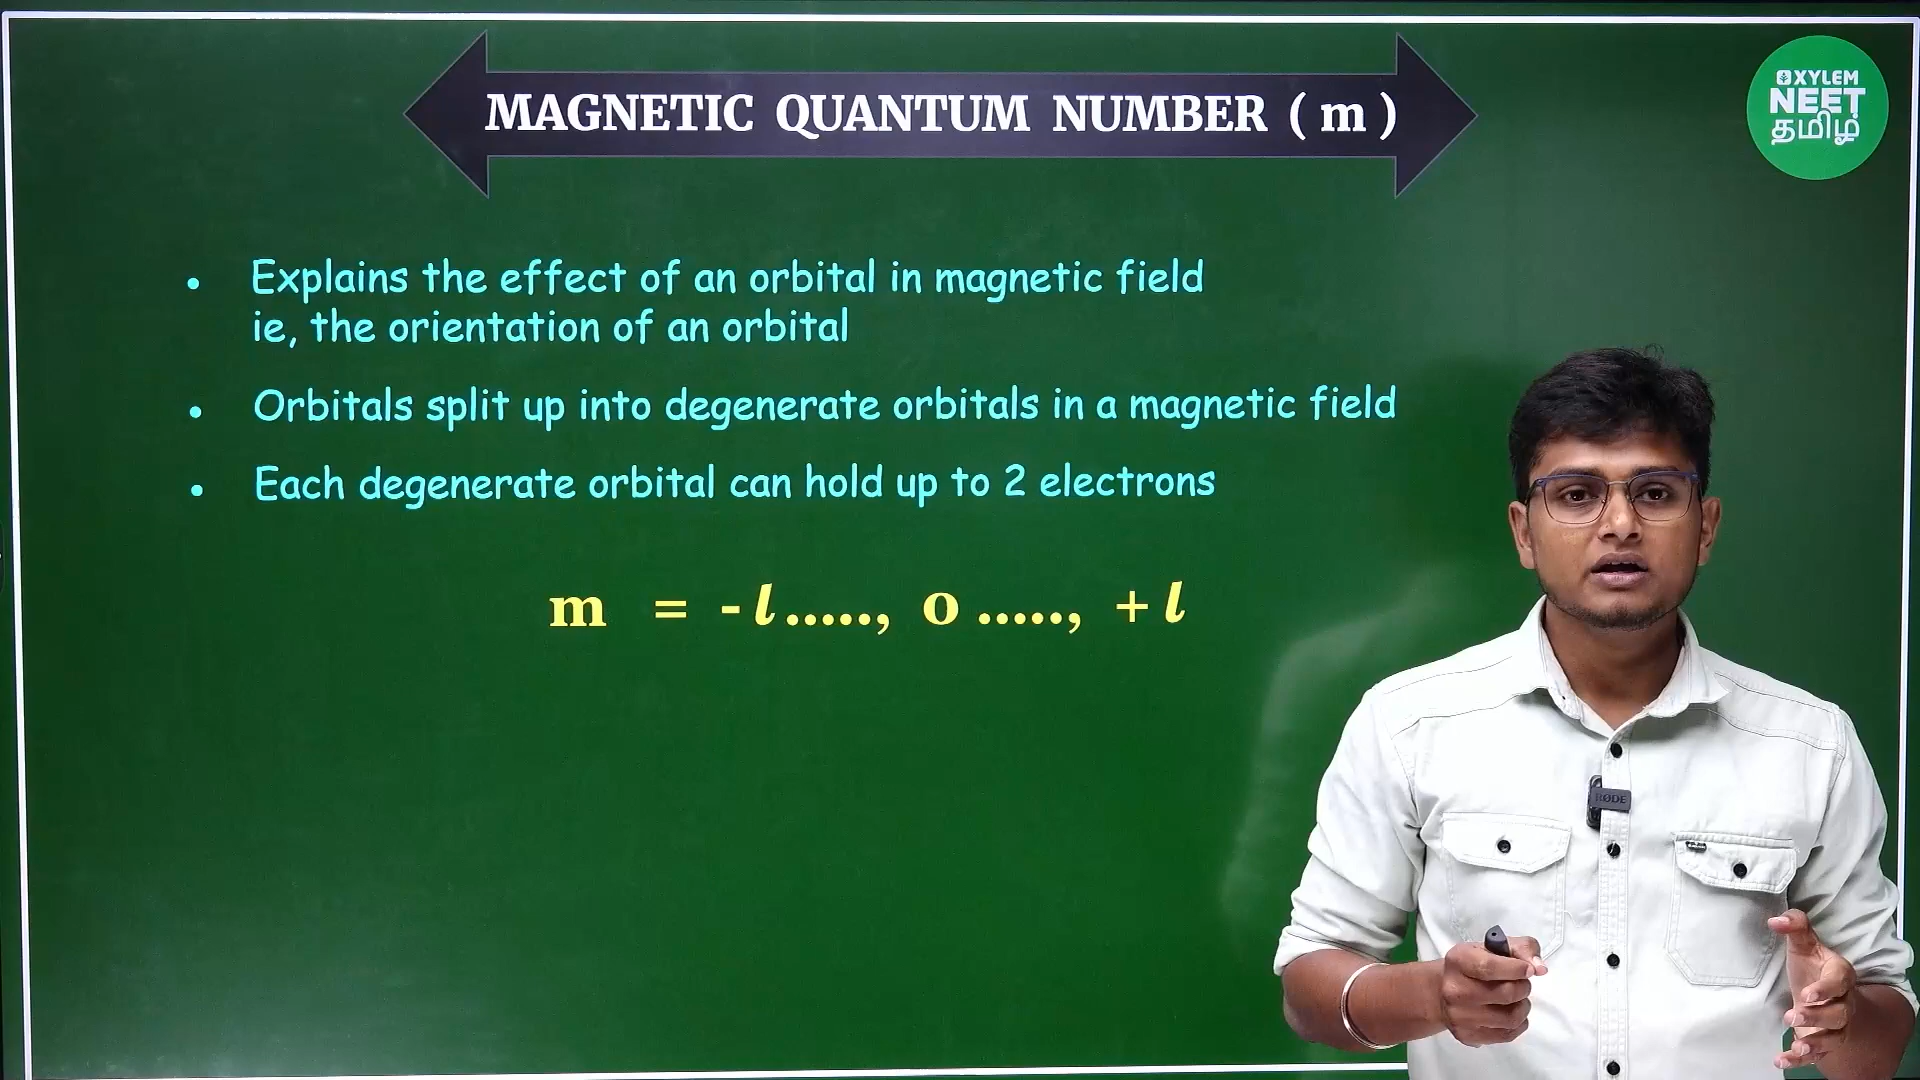 MAGNETIC QUANTUM NUMBER ( m )
XYLEM
NEET
தமிழ்
• Explains the effect of an orbital in magnetic field
ie, the orientation of an orbital
• Orbitals split up into degenerate orbitals in a magnetic field
• Each degenerate orbital can hold up to 2 electrons
m = - l ....., 0 ....., + l
RØDE